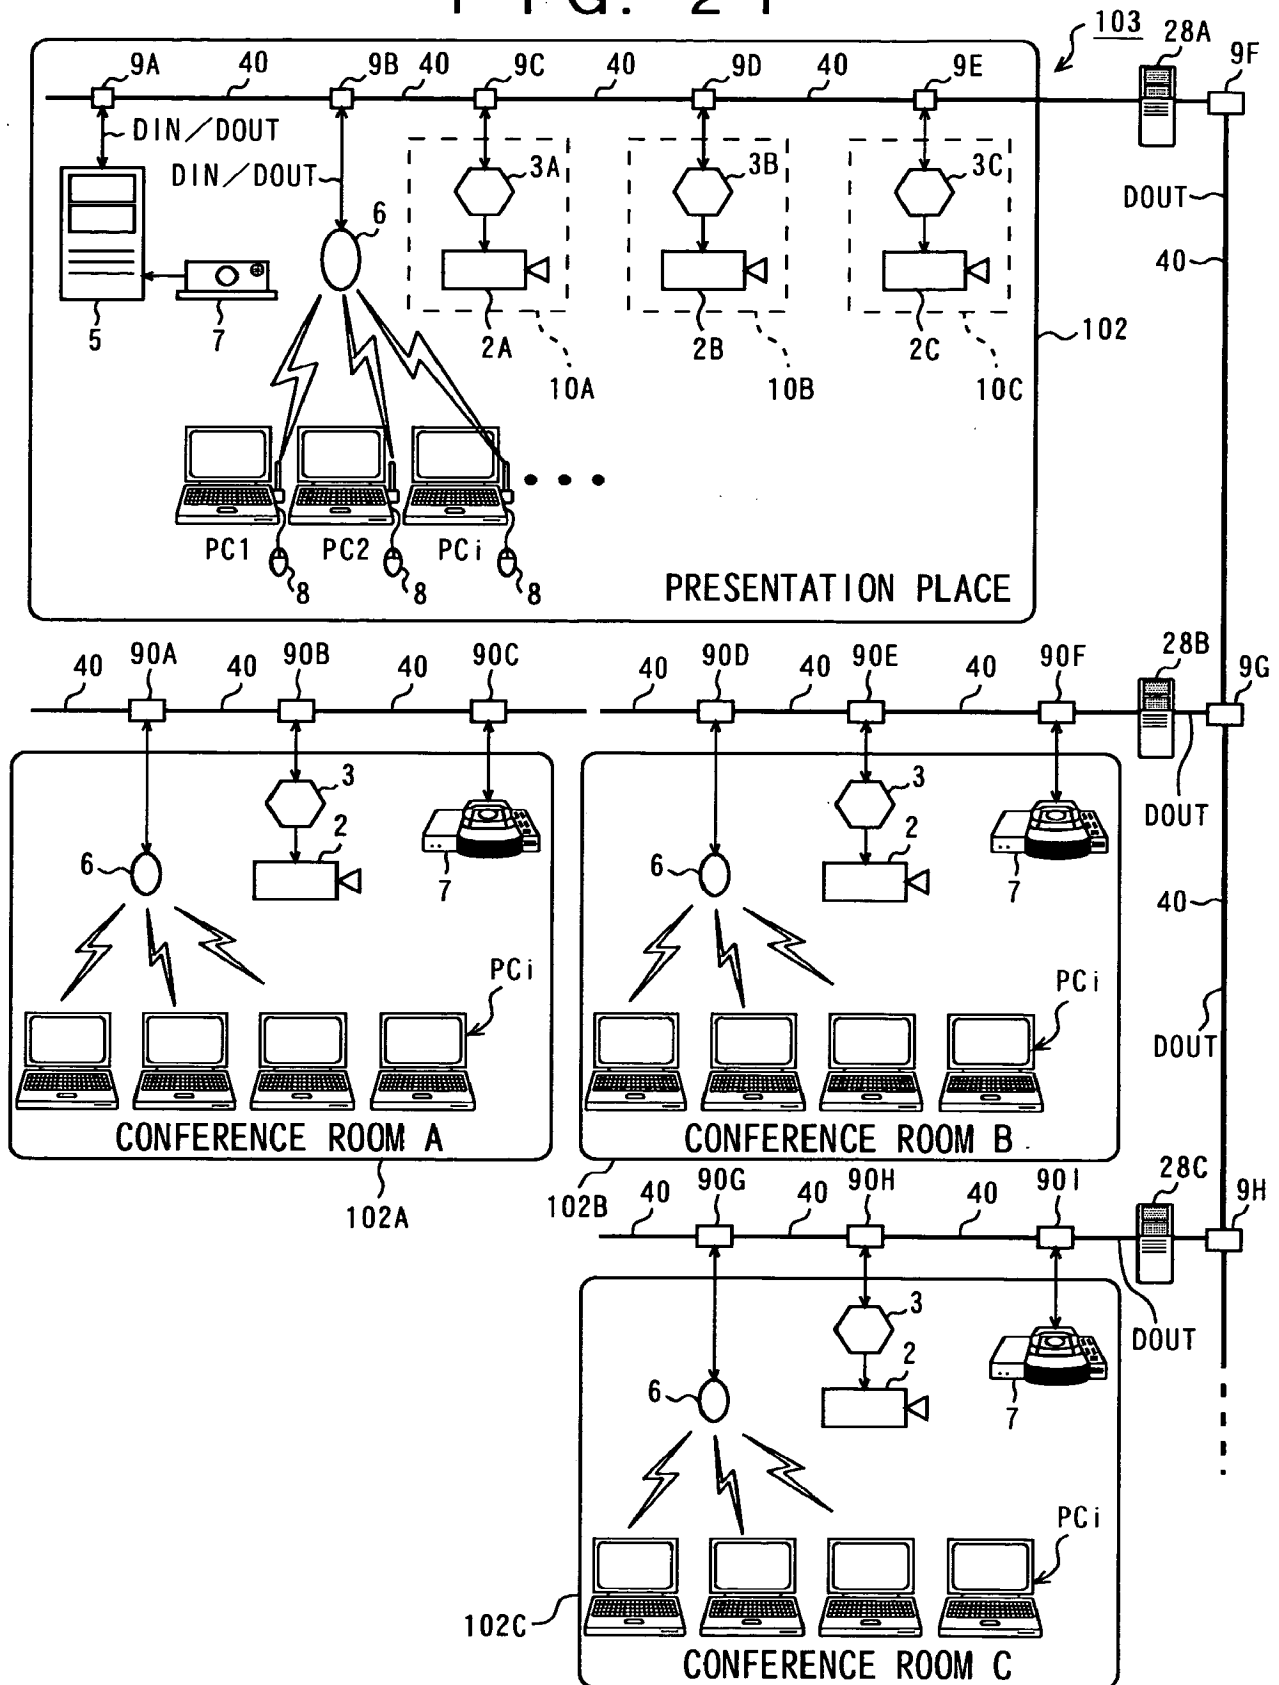 FIG. 21
103
28A
9A 40 9B 40 9C 40 9D 40 9E
9F
DIN/DOUT
DIN/DOUT
3A 3B 3C
DOUT
6
40
5 7 2A 2B 2C
102
10A 10B 10C
PC1 PC2 PCi
8 8 8
PRESENTATION PLACE
40 90A 40 90B 40 90C 40 90D 40 90E 40 90F 28B 9G
3 3
DOUT
2 2
6 7 6 7
40
PCi PCi
DOUT
CONFERENCE ROOM A CONFERENCE ROOM B
102A 102B
40 90G 40 90H 40 90I 28C 9H
3
DOUT
2
6 7
PCi
102C
CONFERENCE ROOM C